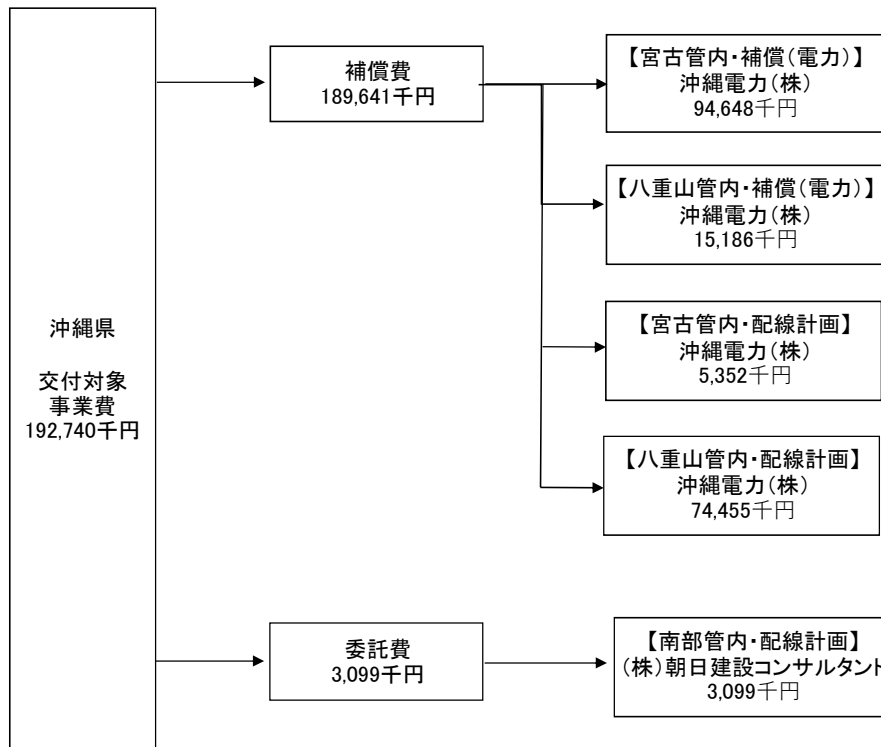 沖縄県
交付対象
事業費
192,740千円
補償費
189,641千円
【宮古管内・補償(電力)】
沖縄電力(株)
94,648千円
【八重山管内・補償(電力)】
沖縄電力(株)
15,186千円
【宮古管内・配線計画】
沖縄電力(株)
5,352千円
【八重山管内・配線計画】
沖縄電力(株)
74,455千円
委託費
3,099千円
【南部管内・配線計画】
(株)朝日建設コンサルタント
3,099千円